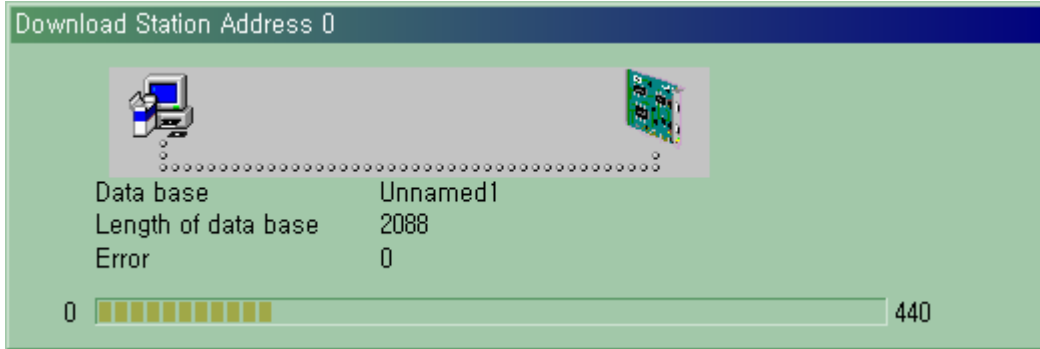 Download Station Address 0
Data base Unnamed1
Length of data base 2088
Error 0
0 440